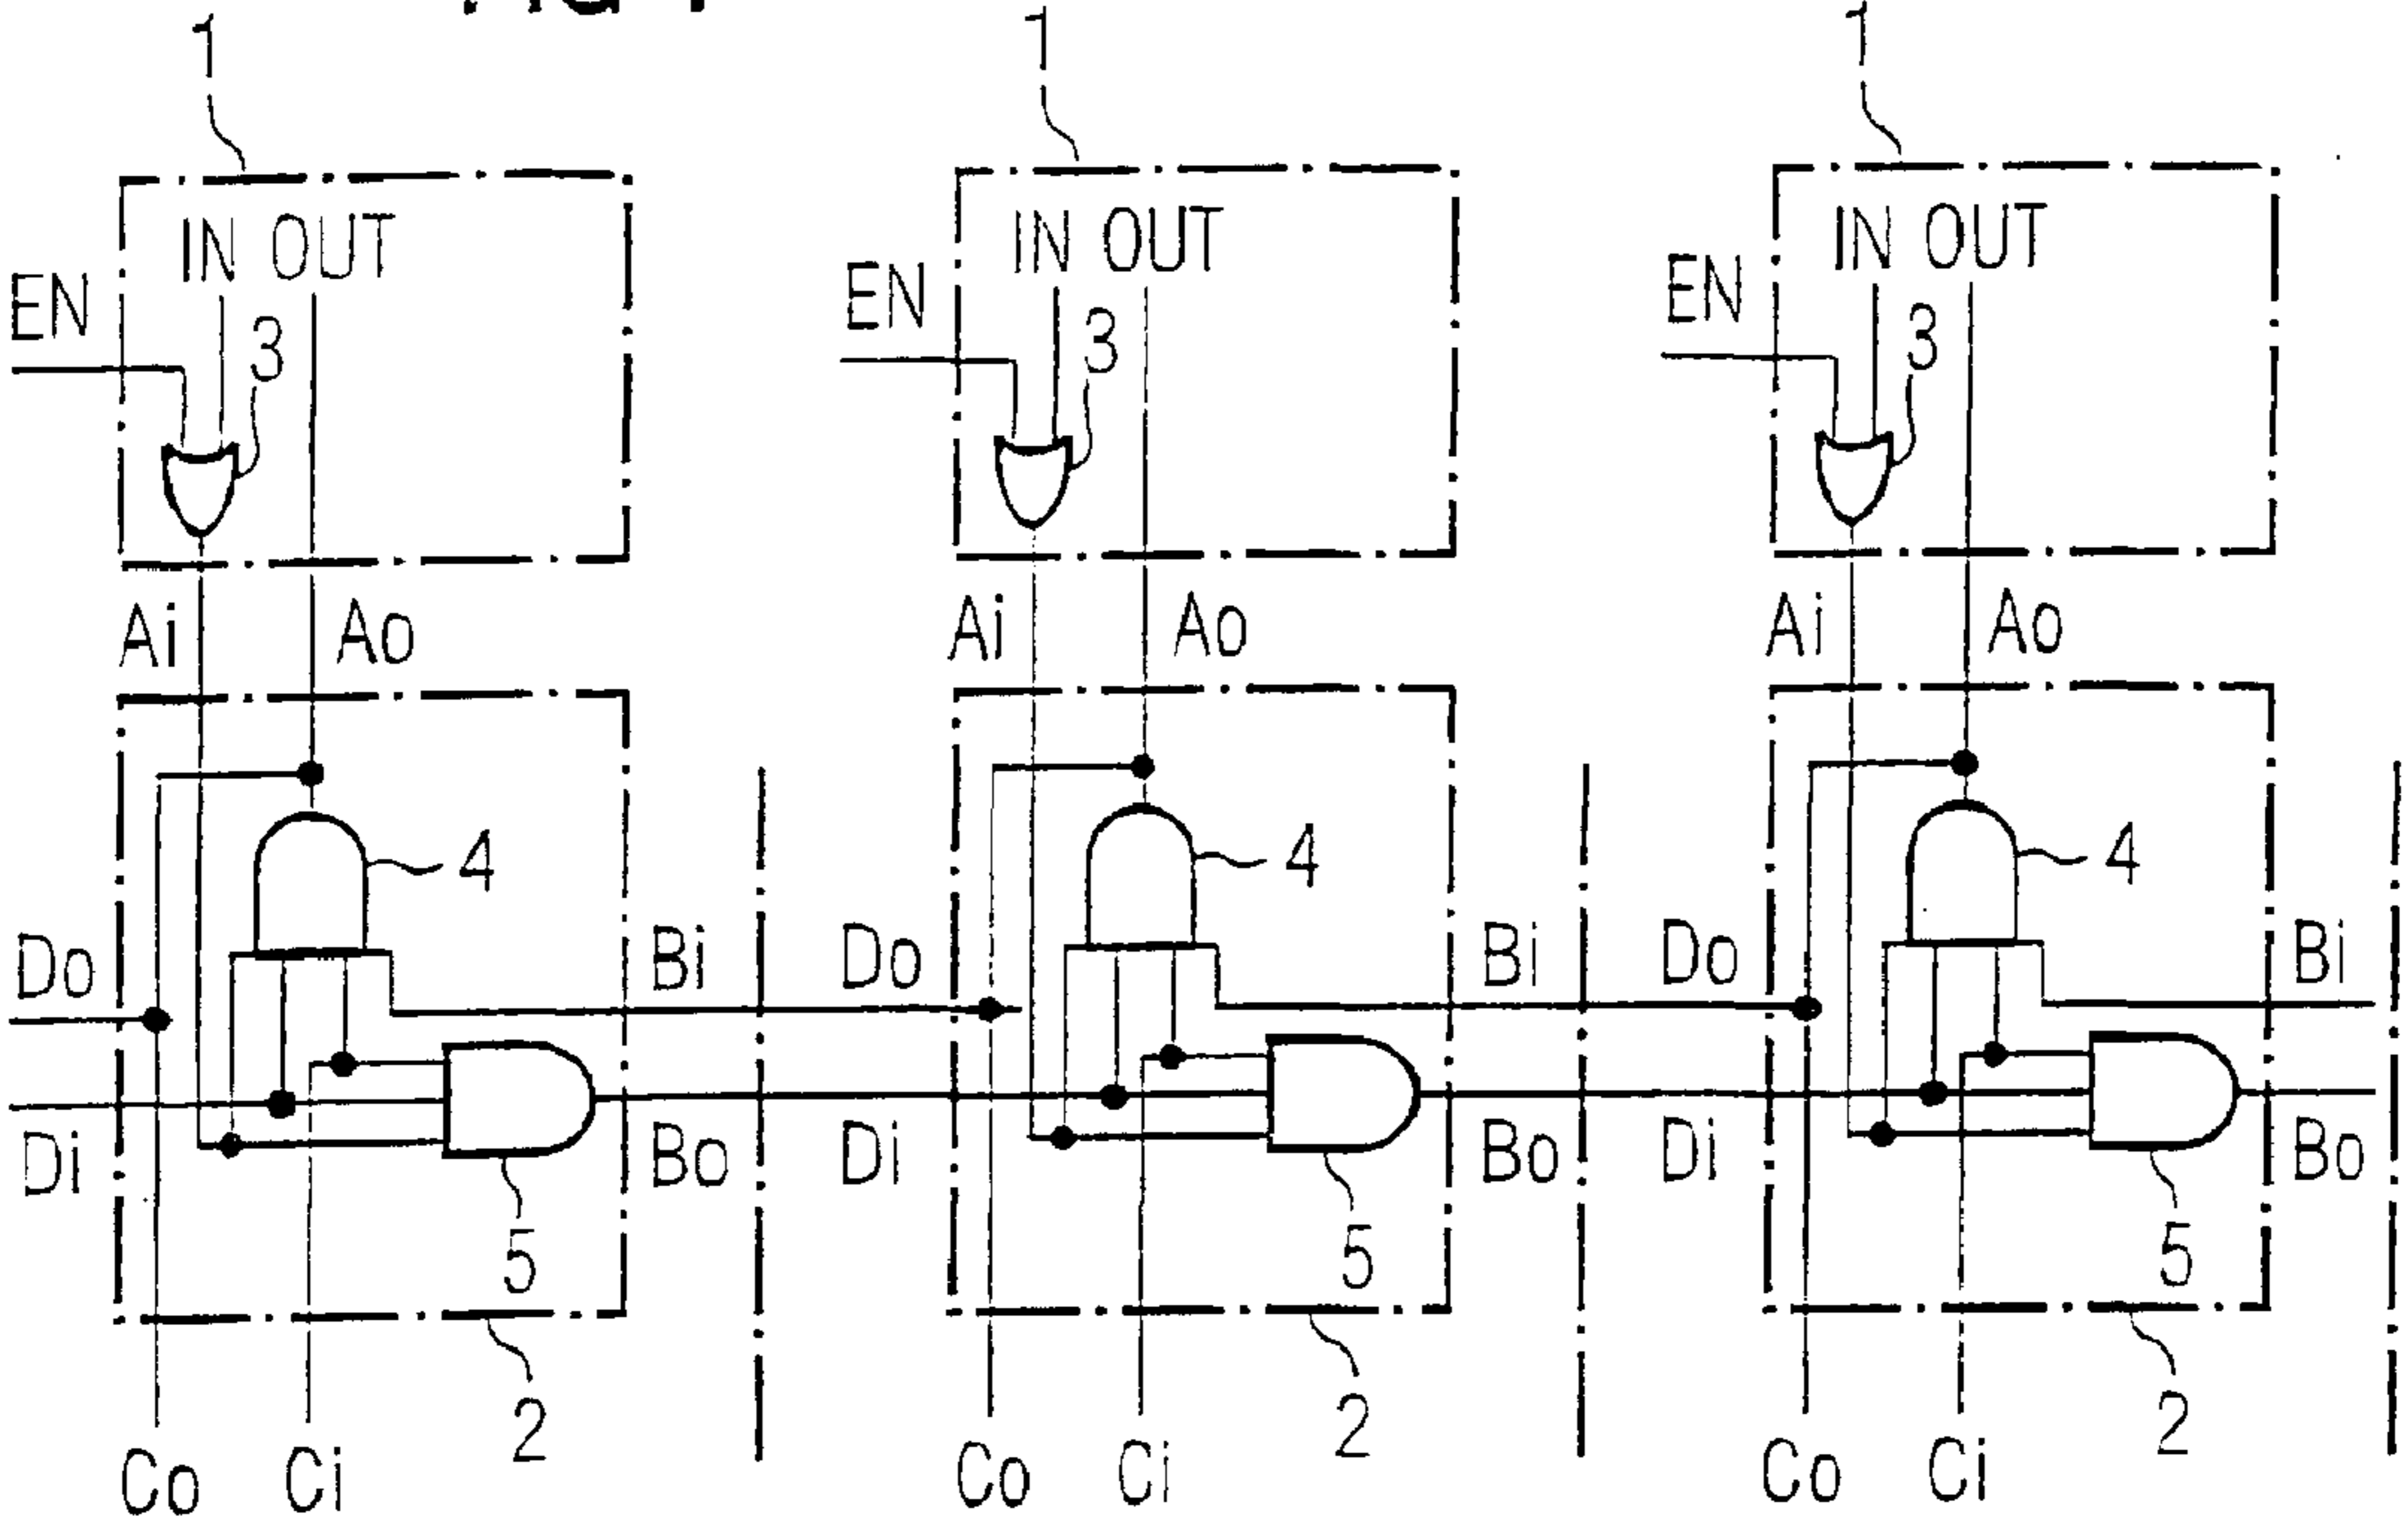 1 1 1
IN OUT IN OUT IN OUT
EN EN EN
3 3 3
Ai Ao Ai Ao Ai Ao
4 4 4
Do Bi Do Bi Do Bi
Di Bo Di Bo Di Bo
5 5 5
2 2 2
Co Ci Co Ci Co Ci